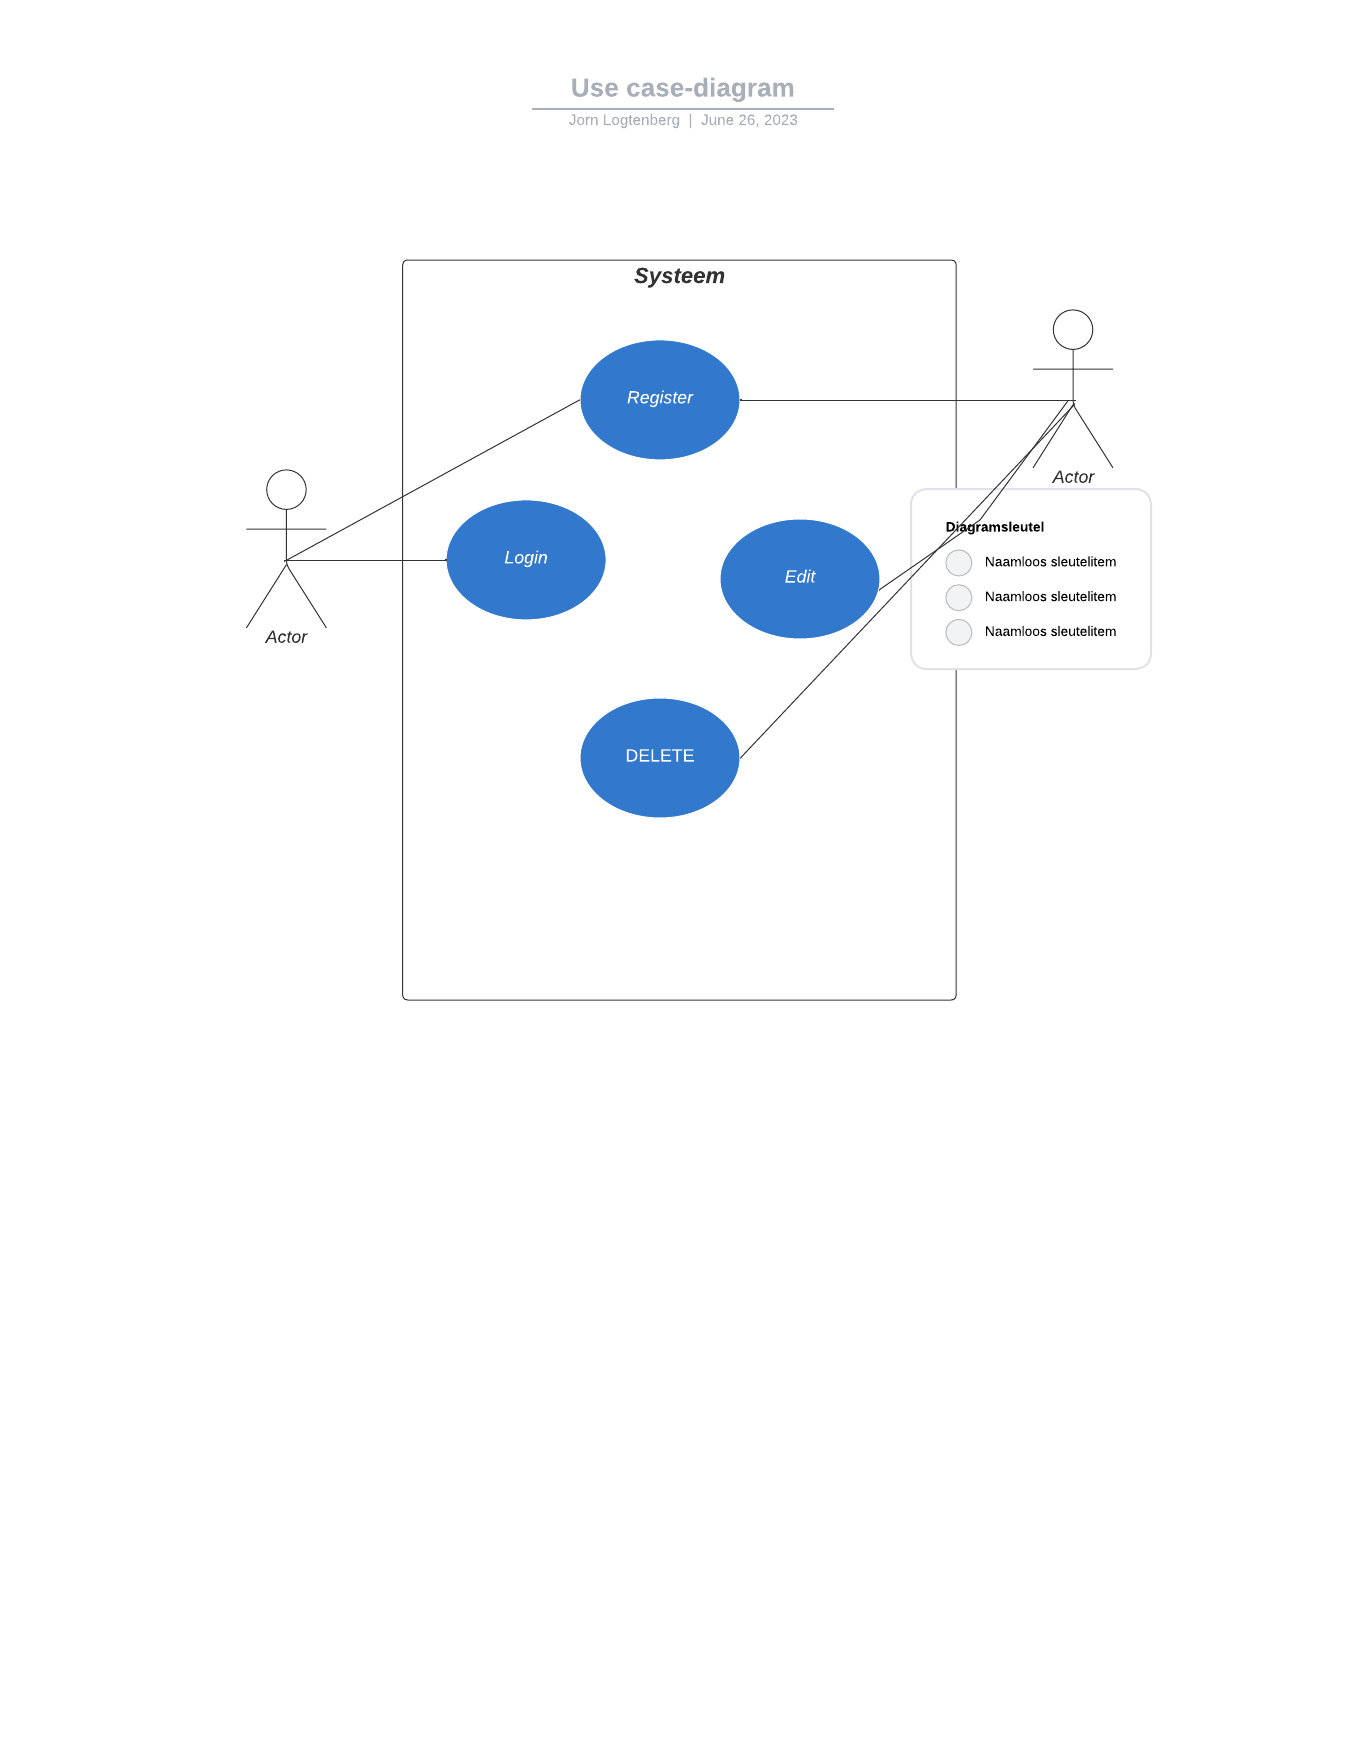 Use case-diagram
Jorn Logtenberg | June 26, 2023
Systeem
Register
Actor
Login
Edit
Actor
Diagramsleutel
Naamloos sleutelitem
Naamloos sleutelitem
Naamloos sleutelitem
DELETE